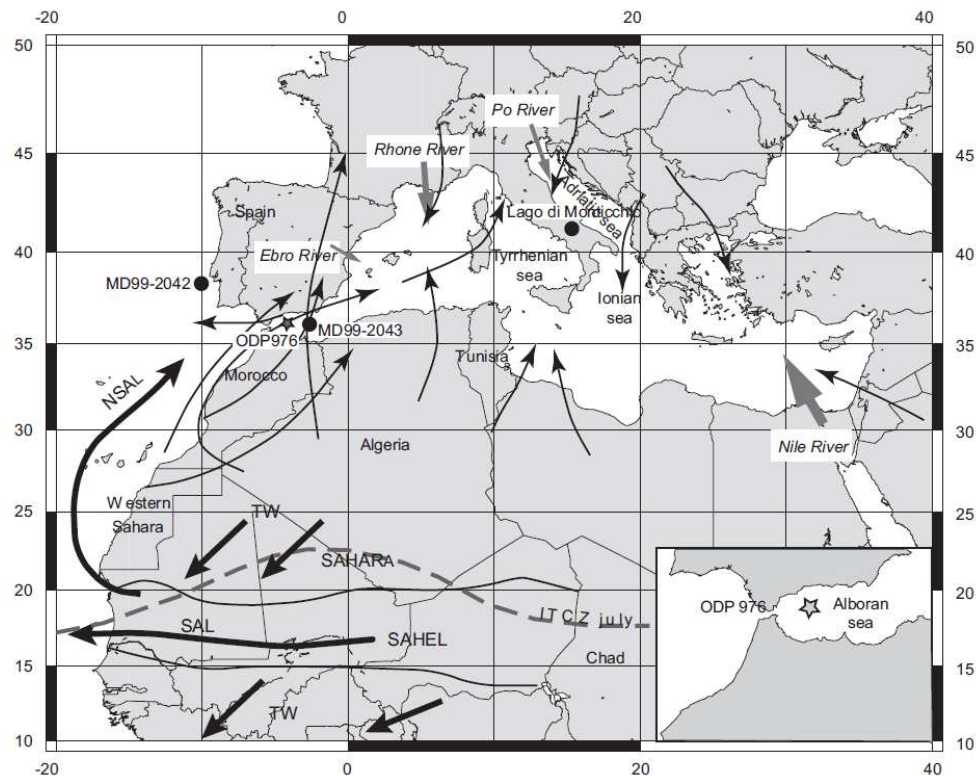 -20 0 20 40
50 50
45 45
40 40
35 35
30 30
25 25
20 20
15 15
10 10
-20 0 20 40
Po River
Rhone River
Adriatic sea
Spain
Lago di Monticchio
Ebro River
Tyrrhenian
sea
MD99-2042
Ionian
sea
MD99-2043
ODP976
Tunisia
Morocco
NSAL
Algeria
Nile River
Western
Sahara
TW
SAHARA
ITCZ july
SAL
SAHEL
Chad
TW
ODP 976
Alboran
sea